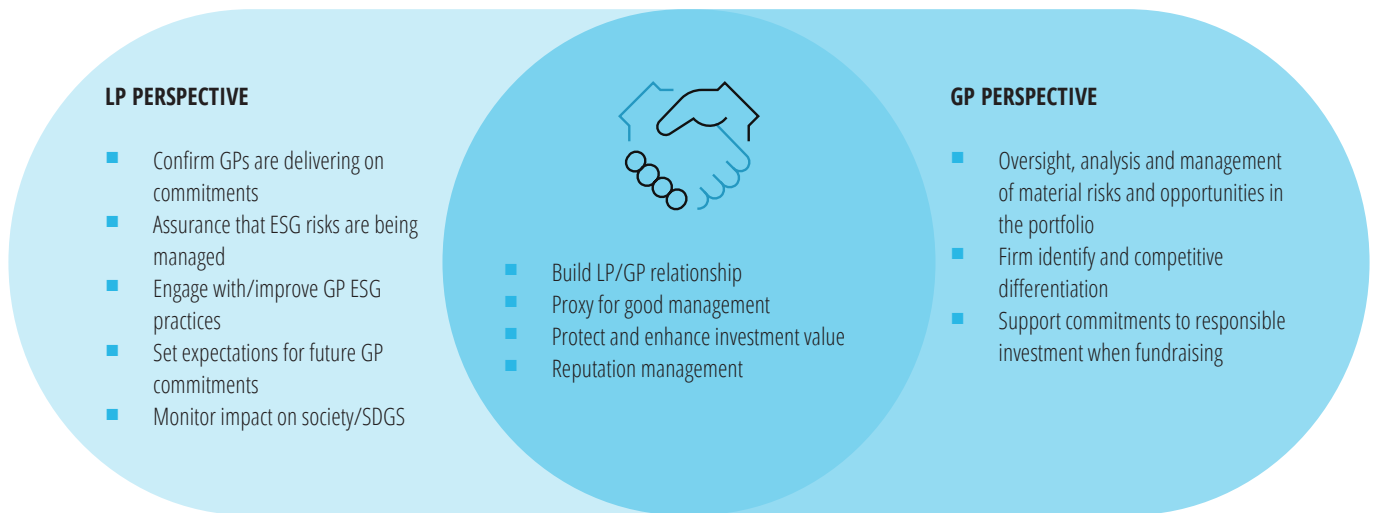 LP PERSPECTIVE
Confirm GPs are delivering on
commitments
Assurance that ESG risks are being
managed
Engage with/improve GP ESG
practices
Set expectations for future GP
commitments
Monitor impact on society/SDGS
Build LP/GP relationship
Proxy for good management
Protect and enhance investment value
Reputation management
GP PERSPECTIVE
Oversight, analysis and management
of material risks and opportunities in
the portfolio
Firm identify and competitive
differentiation
Support commitments to responsible
investment when fundraising